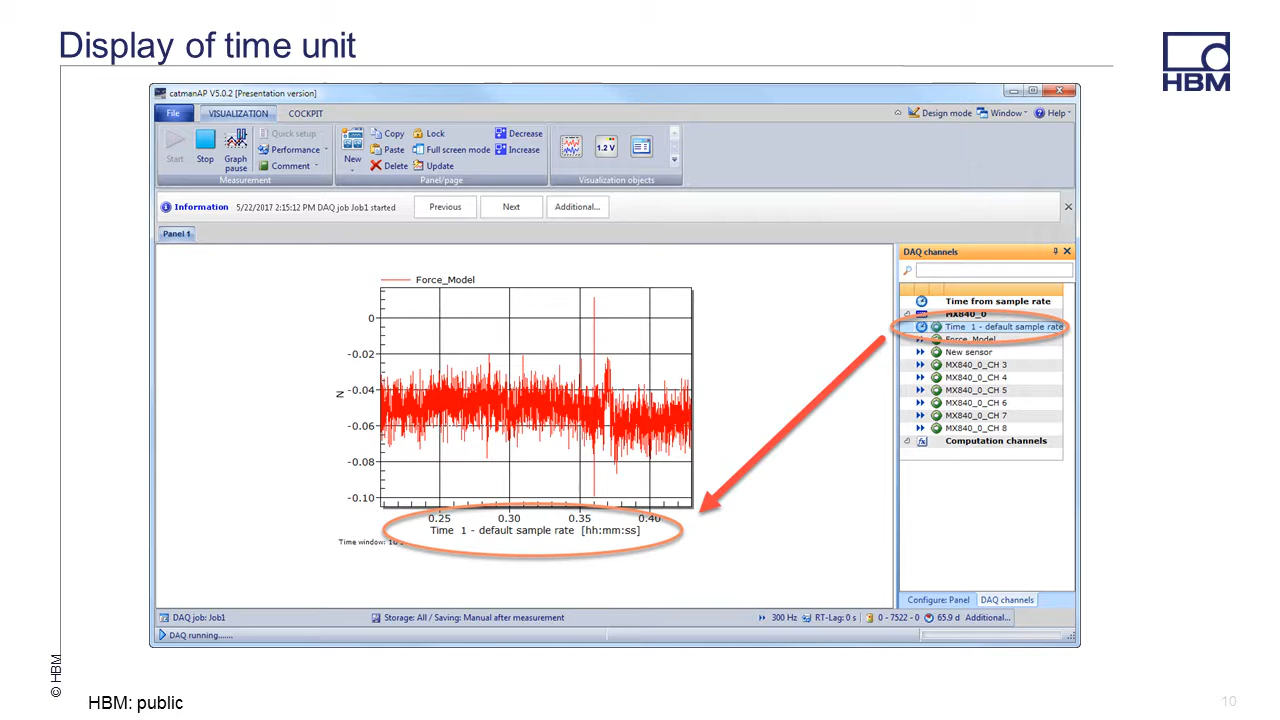 Display of time unit
HBM
catmanAP V5.0.2 [Presentation version]
File VISUALIZATION COCKPIT Design mode Window Help
Start Stop Graph pause
Quick setup
Performance
Comment
Measurement
New
Copy Lock Decrease
Paste Full screen mode Increase
Delete Update
Panel/page
1.2 V
Visualization objects
Information 5/22/2017 2:15:12 PM DAQ job Job1 started Previous Next Additional...
Panel 1
Force_Model
0
-0.02
-0.04
-0.06
-0.08
-0.10
N
0.25 0.30 0.35 0.40
Time 1 - default sample rate [hh:mm:ss]
Time window:
DAQ channels
Time from sample rate
MX840_0
Time 1 - default sample rate
Force_Model
New sensor
MX840_0_CH 3
MX840_0_CH 4
MX840_0_CH 5
MX840_0_CH 6
MX840_0_CH 7
MX840_0_CH 8
Computation channels
Configure: Panel DAQ channels
DAQ job: Job1 Storage: All / Saving: Manual after measurement 300 Hz RT-Lag: 0 s 0 - 7522 - 0 65.9 d Additional...
DAQ running......
© HBM
HBM: public
10